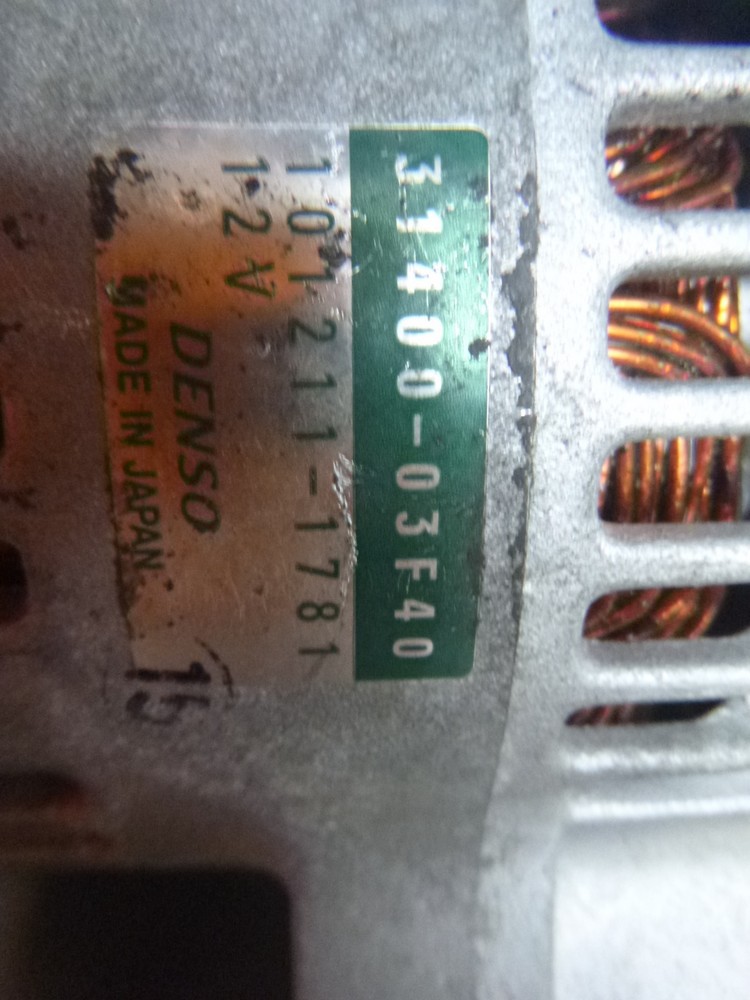 31400-03F40
101211-1781
12V
DENSO
MADE IN JAPAN
15